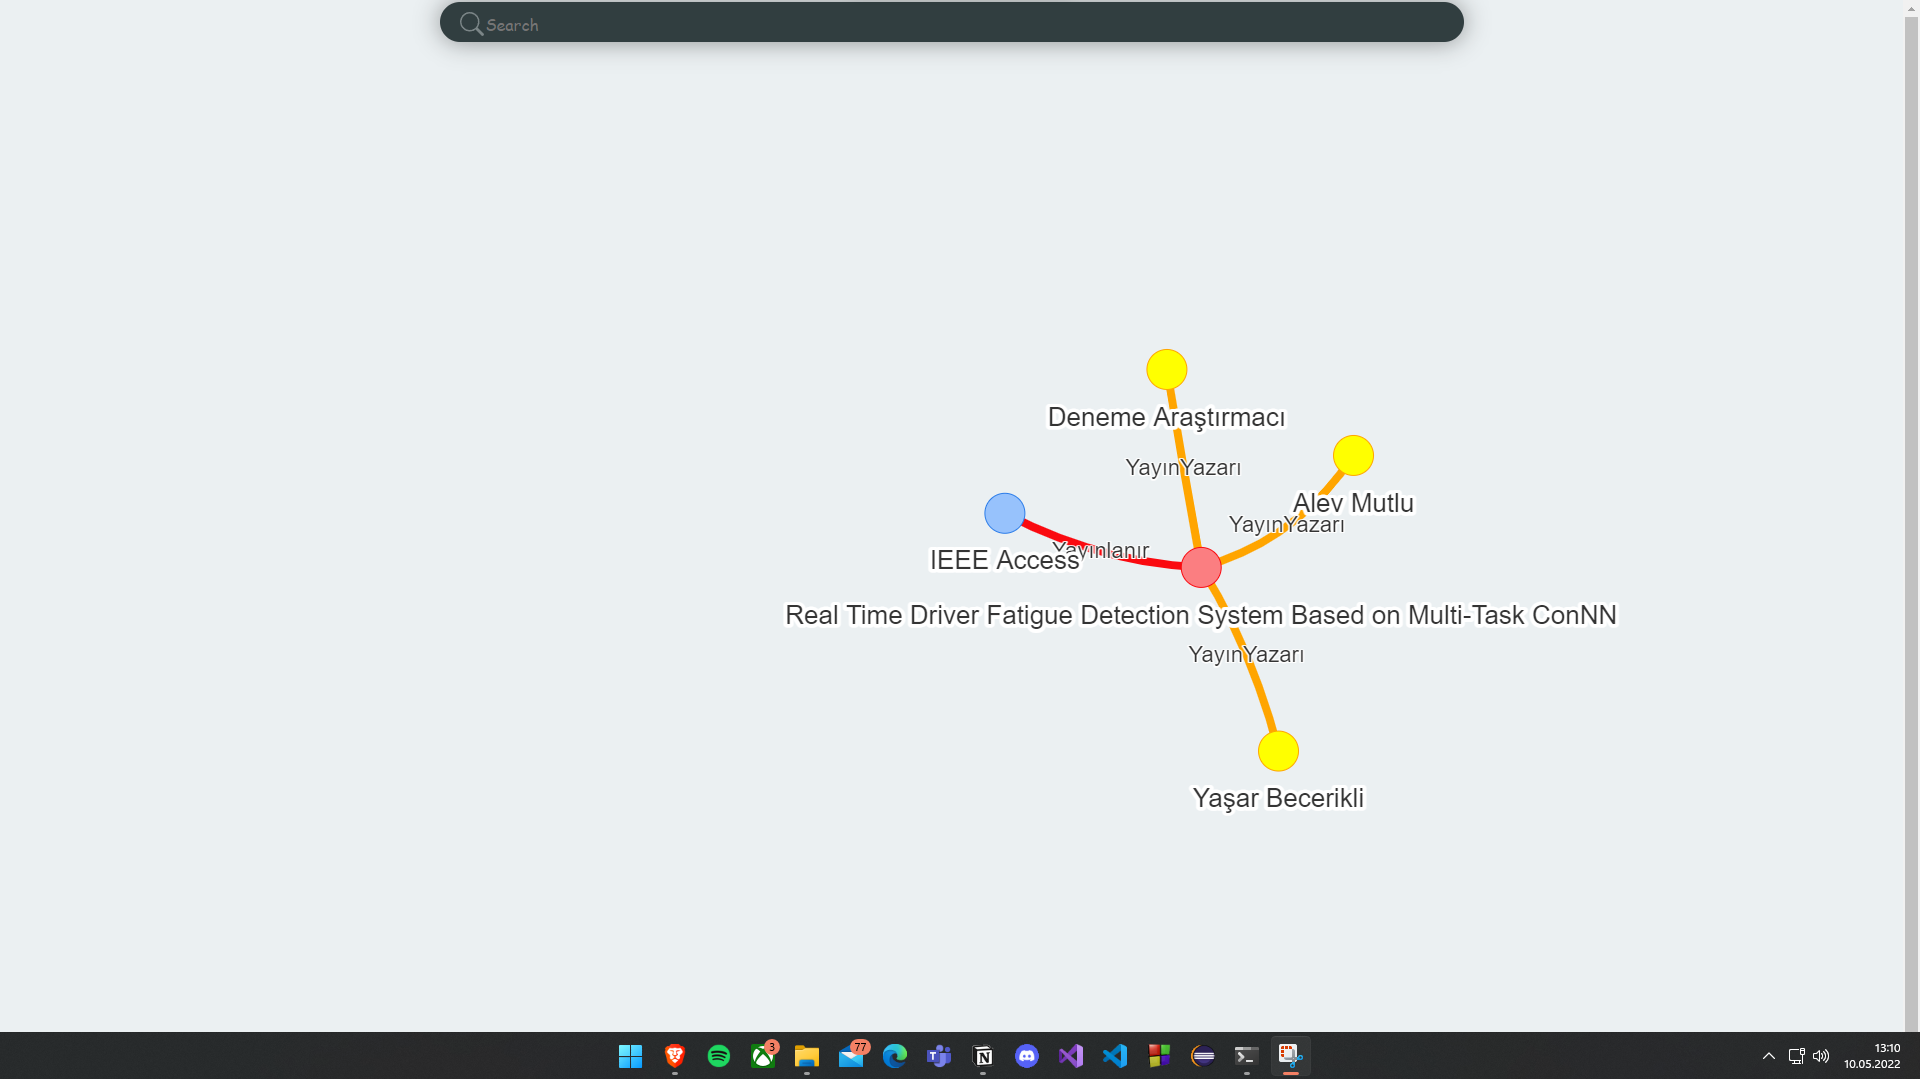 Search
Deneme Araştırmacı
YayınYazarı
Alev Mutlu
YayınYazarı
Yayınlanır
IEEE Access
Real Time Driver Fatigue Detection System Based on Multi-Task ConNN
YayınYazarı
Yaşar Becerikli
3
77
13:10
10.05.2022